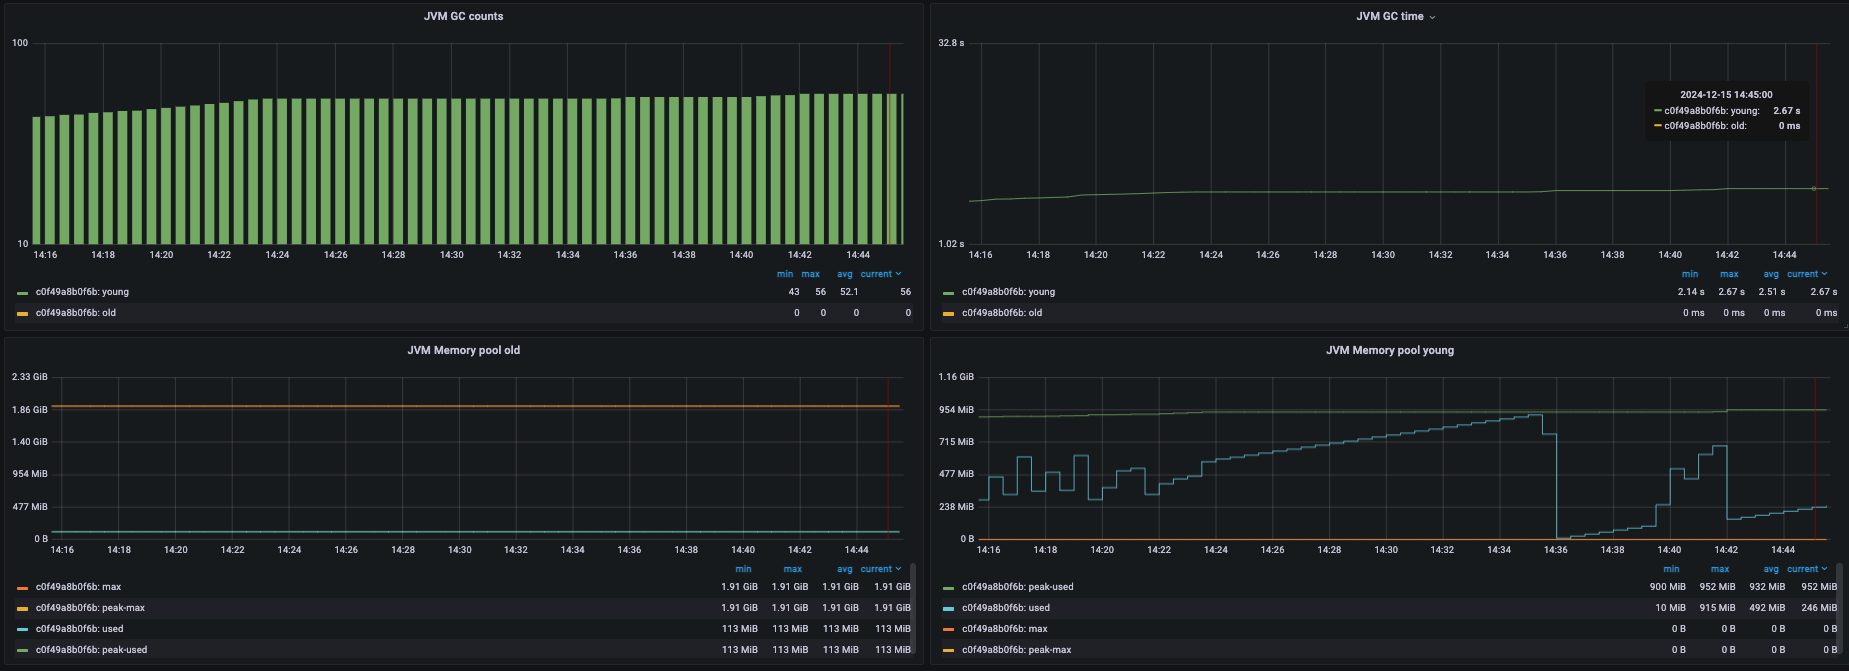 JVM GC counts
100
10
14:16 14:18 14:20 14:22 14:24 14:26 14:28 14:30 14:32 14:34 14:36 14:38 14:40 14:42 14:44
min max avg current
c0f49a8b0f6b: young 43 56 52.1 56
c0f49a8b0f6b: old 0 0 0 0
JVM GC time
32.8 s
1.02 s
2024-12-15 14:45:00
c0f49a8b0f6b: young: 2.67 s
c0f49a8b0f6b: old: 0 ms
14:16 14:18 14:20 14:22 14:24 14:26 14:28 14:30 14:32 14:34 14:36 14:38 14:40 14:42 14:44
min max avg current
c0f49a8b0f6b: young 2.14 s 2.67 s 2.51 s 2.67 s
c0f49a8b0f6b: old 0 ms 0 ms 0 ms 0 ms
JVM Memory pool old
2.33 GiB
1.86 GiB
1.40 GiB
954 MiB
477 MiB
0 B
14:16 14:18 14:20 14:22 14:24 14:26 14:28 14:30 14:32 14:34 14:36 14:38 14:40 14:42 14:44
min max avg current
c0f49a8b0f6b: max 1.91 GiB 1.91 GiB 1.91 GiB 1.91 GiB
c0f49a8b0f6b: peak-max 1.91 GiB 1.91 GiB 1.91 GiB 1.91 GiB
c0f49a8b0f6b: used 113 MiB 113 MiB 113 MiB 113 MiB
c0f49a8b0f6b: peak-used 113 MiB 113 MiB 113 MiB 113 MiB
JVM Memory pool young
1.16 GiB
954 MiB
715 MiB
477 MiB
238 MiB
0 B
14:16 14:18 14:20 14:22 14:24 14:26 14:28 14:30 14:32 14:34 14:36 14:38 14:40 14:42 14:44
min max avg current
c0f49a8b0f6b: peak-used 900 MiB 952 MiB 932 MiB 952 MiB
c0f49a8b0f6b: used 10 MiB 915 MiB 492 MiB 246 MiB
c0f49a8b0f6b: max 0 B 0 B 0 B 0 B
c0f49a8b0f6b: peak-max 0 B 0 B 0 B 0 B